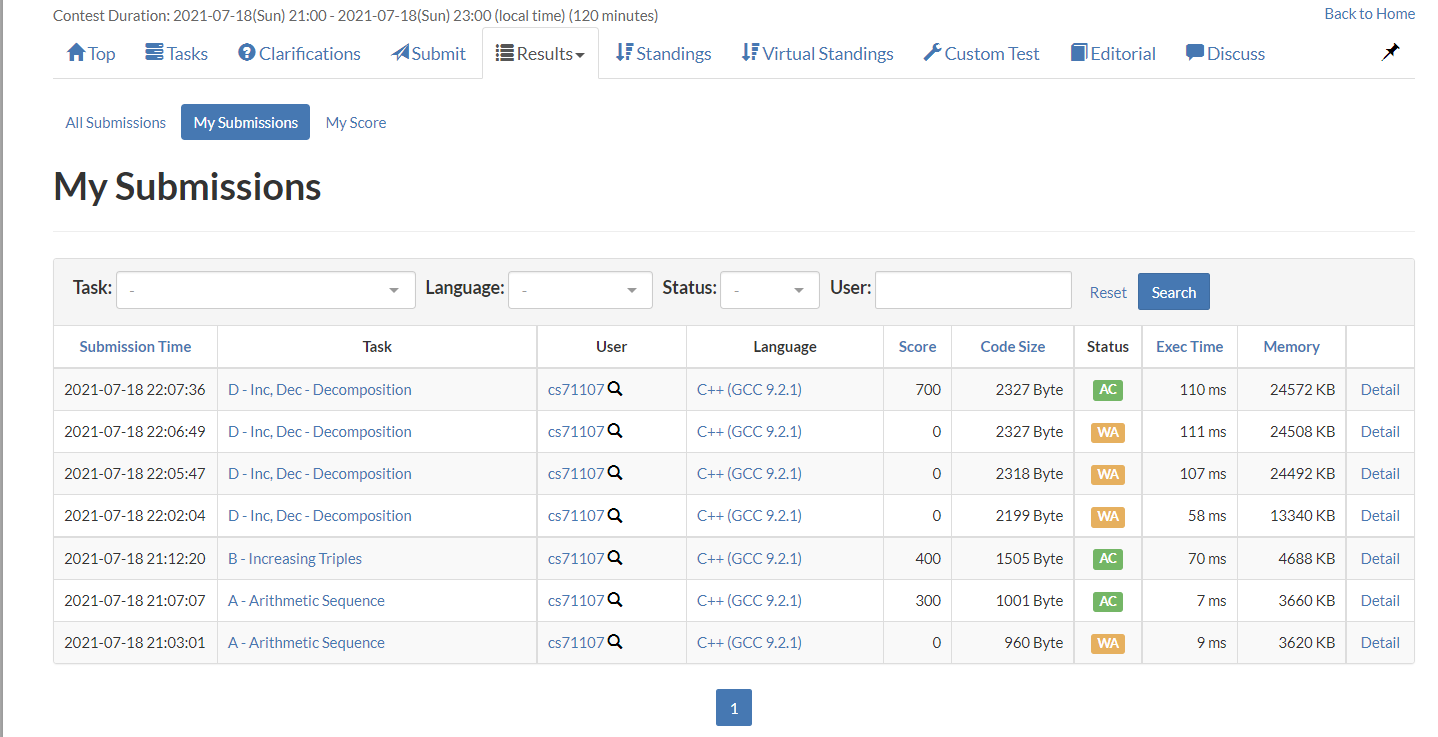 Contest Duration: 2021-07-18(Sun) 21:00 - 2021-07-18(Sun) 23:00 (local time) (120 minutes) Back to Home
Top Tasks Clarifications Submit Results Standings Virtual Standings Custom Test Editorial Discuss
All Submissions My Submissions My Score
My Submissions
Task: - Language: - Status: - User: Reset Search
Submission Time Task User Language Score Code Size Status Exec Time Memory
2021-07-18 22:07:36 D - Inc, Dec - Decomposition cs71107 C++ (GCC 9.2.1) 700 2327 Byte AC 110 ms 24572 KB Detail
2021-07-18 22:06:49 D - Inc, Dec - Decomposition cs71107 C++ (GCC 9.2.1) 0 2327 Byte WA 111 ms 24508 KB Detail
2021-07-18 22:05:47 D - Inc, Dec - Decomposition cs71107 C++ (GCC 9.2.1) 0 2318 Byte WA 107 ms 24492 KB Detail
2021-07-18 22:02:04 D - Inc, Dec - Decomposition cs71107 C++ (GCC 9.2.1) 0 2199 Byte WA 58 ms 13340 KB Detail
2021-07-18 21:12:20 B - Increasing Triples cs71107 C++ (GCC 9.2.1) 400 1505 Byte AC 70 ms 4688 KB Detail
2021-07-18 21:07:07 A - Arithmetic Sequence cs71107 C++ (GCC 9.2.1) 300 1001 Byte AC 7 ms 3660 KB Detail
2021-07-18 21:03:01 A - Arithmetic Sequence cs71107 C++ (GCC 9.2.1) 0 960 Byte WA 9 ms 3620 KB Detail
1